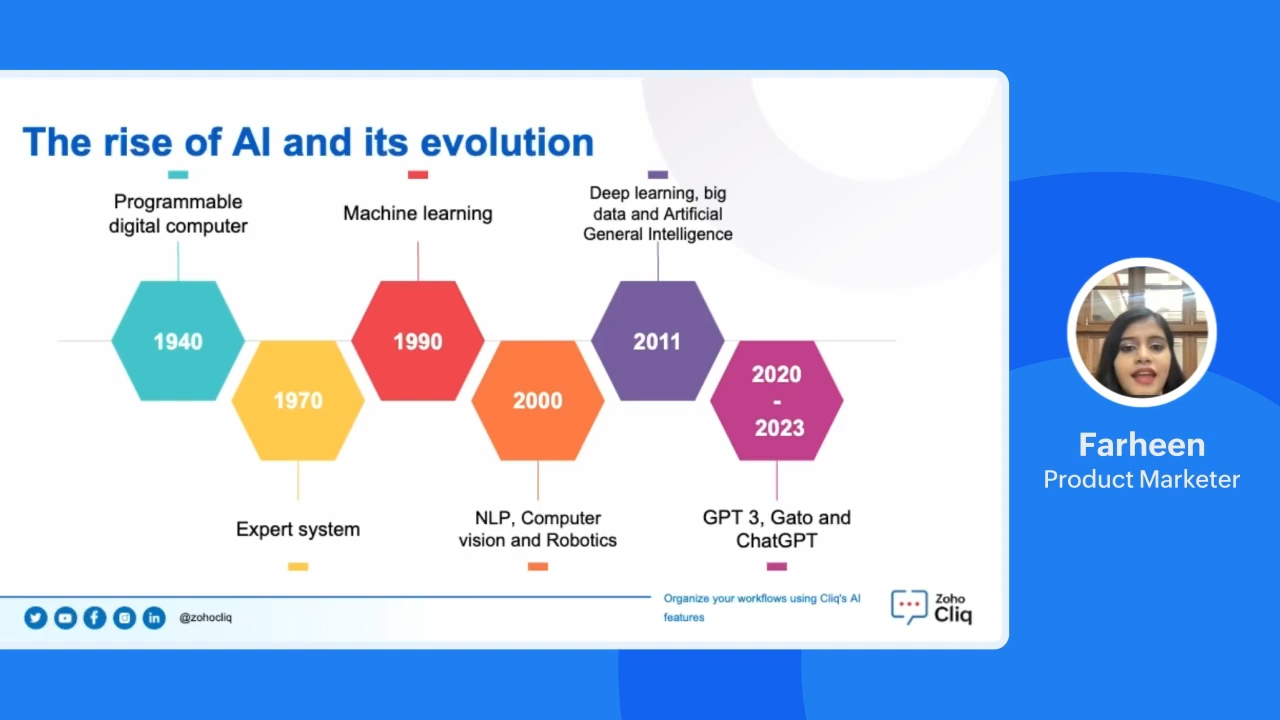 The rise of AI and its evolution
Programmable
digital computer
Machine learning
Deep learning, big
data and Artificial
General Intelligence
1940
1970
1990
2000
2011
2020
-
2023
Expert system
NLP, Computer
vision and Robotics
GPT 3, Gato and
ChatGPT
@zohocliq
Organize your workflows using Cliq's AI
features
Zoho
Cliq
Farheen
Product Marketer